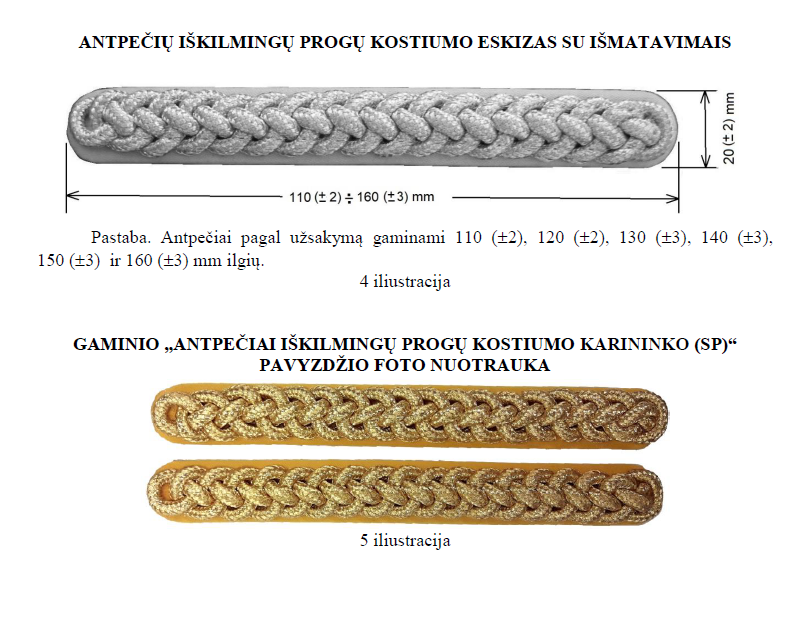 ANTPEČIŲ IŠKILMINGŲ PROGŲ KOSTIUMO ESKIZAS SU IŠMATAVIMAIS
20 (± 2) mm
110 (± 2) ÷ 160 (±3) mm
Pastaba. Antpečiai pagal užsakymą gaminami 110 (±2), 120 (±2), 130 (±3), 140 (±3),
150 (±3) ir 160 (±3) mm ilgių.
4 iliustracija
GAMINIO „ANTPEČIAI IŠKILMINGŲ PROGŲ KOSTIUMO KARININKO (SP)“
PAVYZDŽIO FOTO NUOTRAUKA
5 iliustracija